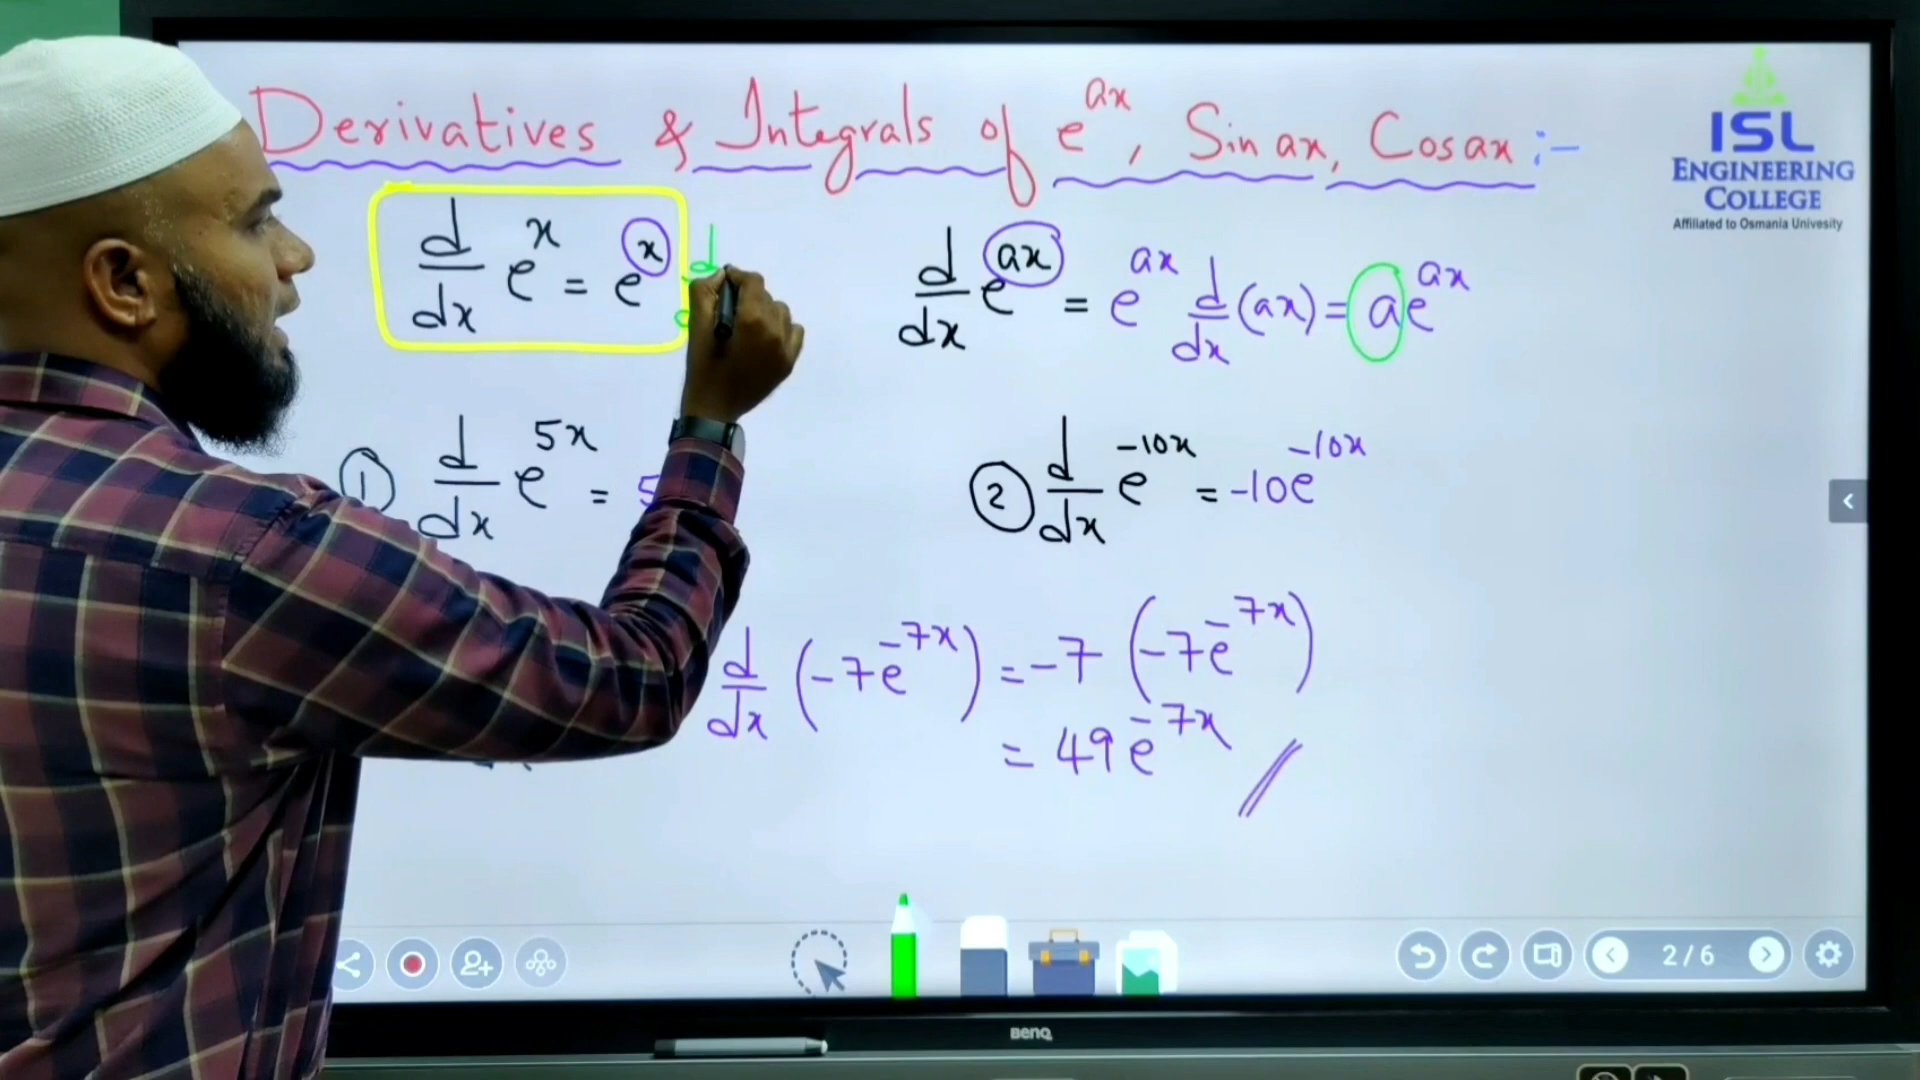 Derivatives & Integrals of e^ax, Sin ax, Cos ax :-
ISL
ENGINEERING
COLLEGE
Affiliated to Osmania Univesity
d/dx e^x = e^x d
d/dx e^ax = e^ax d/dx (ax) = ae^ax
① d/dx e^5x = 5
② d/dx e^-10x = -10e^-10x
d/dx (-7e^-7x) = -7 (-7e^-7x)
= 49 e^-7x //
2 / 6
BENQ